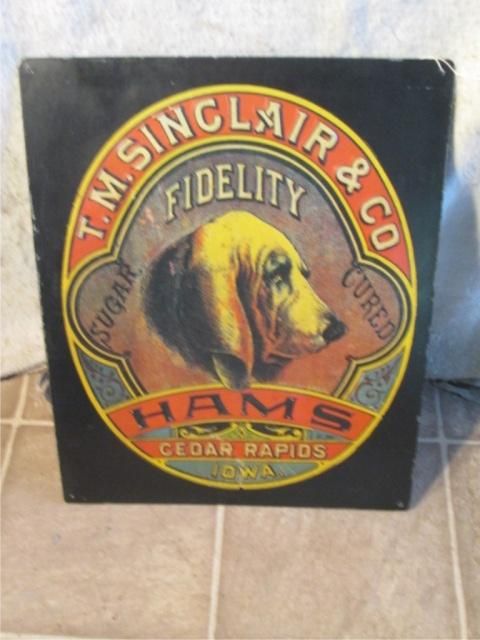 T.M. SINCLAIR & CO
FIDELITY
SUGAR CURED
HAMS
CEDAR RAPIDS
IOWA.